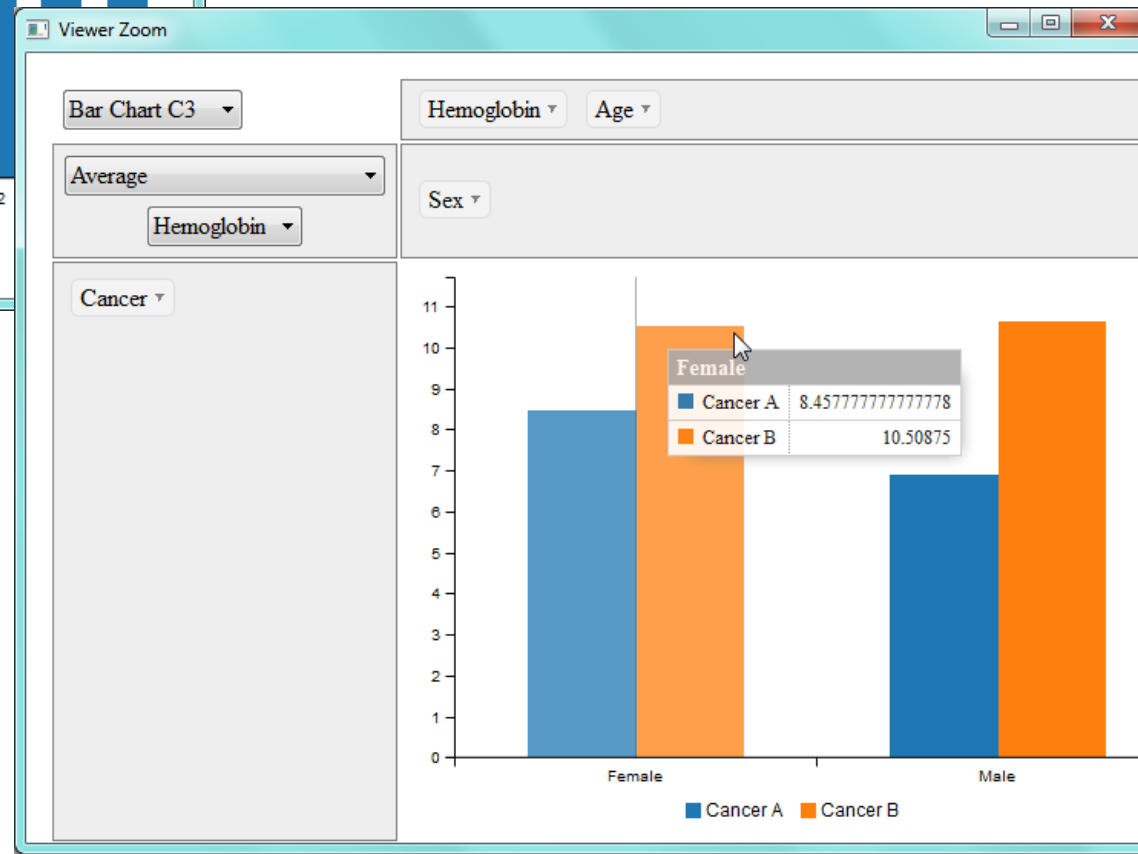 Viewer Zoom
2
Bar Chart C3
Hemoglobin Age
Average
Hemoglobin
Sex
Cancer
11
10
9
8
7
6
5
4
3
2
1
0
Female
Cancer A 8.457777777777778
Cancer B 10.50875
Female Male
Cancer A Cancer B